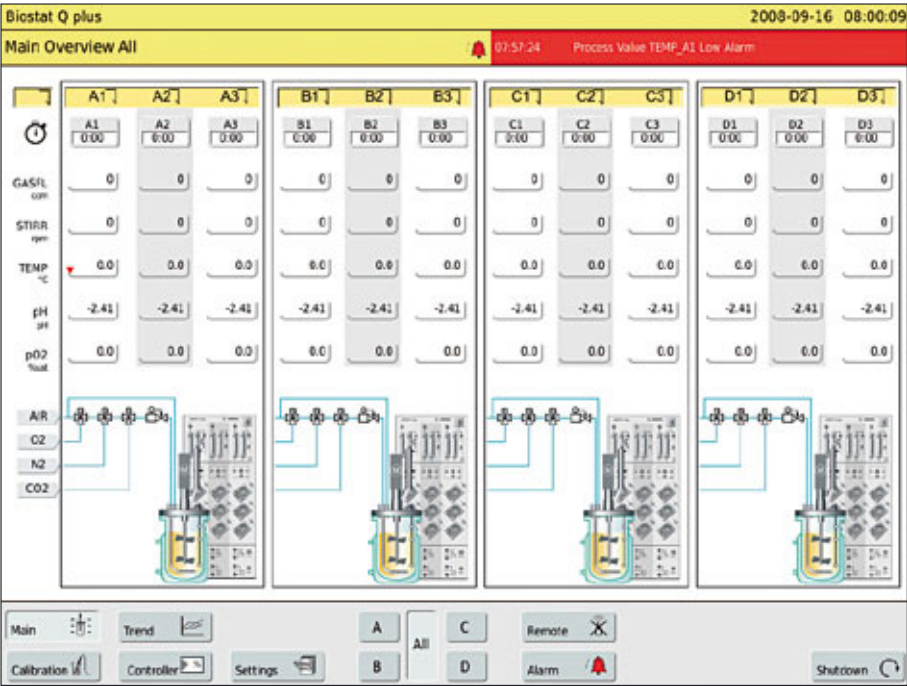 Biostat Q plus 2008-09-16 08:00:09
Main Overview All 07:57:24 Process Value TEMP_A1 Low Alarm
A1 A2 A3 B1 B2 B3 C1 C2 C3 D1 D2 D3
A1 A2 A3 B1 B2 B3 C1 C2 C3 D1 D2 D3
0:00 0:00 0:00 0:00 0:00 0:00 0:00 0:00 0:00 0:00 0:00 0:00
GASFL 0 0 0 0 0 0 0 0 0 0 0 0
ccm
STIRR 0 0 0 0 0 0 0 0 0 0 0 0
rpm
TEMP 0.0 0.0 0.0 0.0 0.0 0.0 0.0 0.0 0.0 0.0 0.0 0.0
°C
pH -2.41 -2.41 -2.41 -2.41 -2.41 -2.41 -2.41 -2.41 -2.41 -2.41 -2.41 -2.41
pH
pO2 0.0 0.0 0.0 0.0 0.0 0.0 0.0 0.0 0.0 0.0 0.0 0.0
%sat
AIR
O2
N2
CO2
Main Trend A All C Remote
Calibration Controller Settings B D Alarm Shutdown